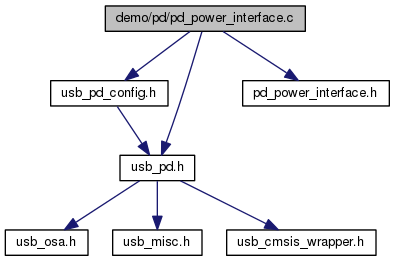 demo/pd/pd_power_interface.c
usb_pd_config.h
pd_power_interface.h
usb_pd.h
usb_osa.h
usb_misc.h
usb_cmsis_wrapper.h